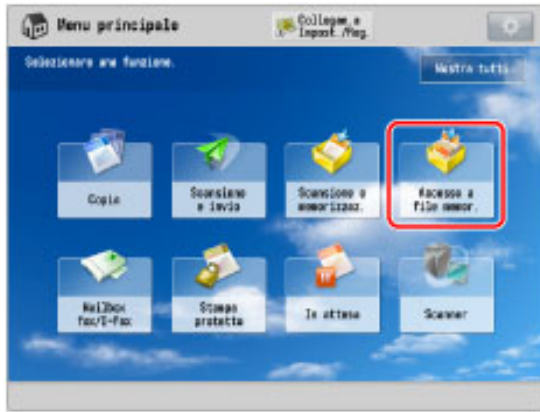 Menu principale
Collegam. a
Impost./Reg.
Selezionare una funzione.
Mostra tutti
Copia
Scansione
e invio
Scansione e
memorizzaz.
Accesso a
file memor.
Mailbox
fax/I-Fax
Stampa
protetta
In attesa
Scanner